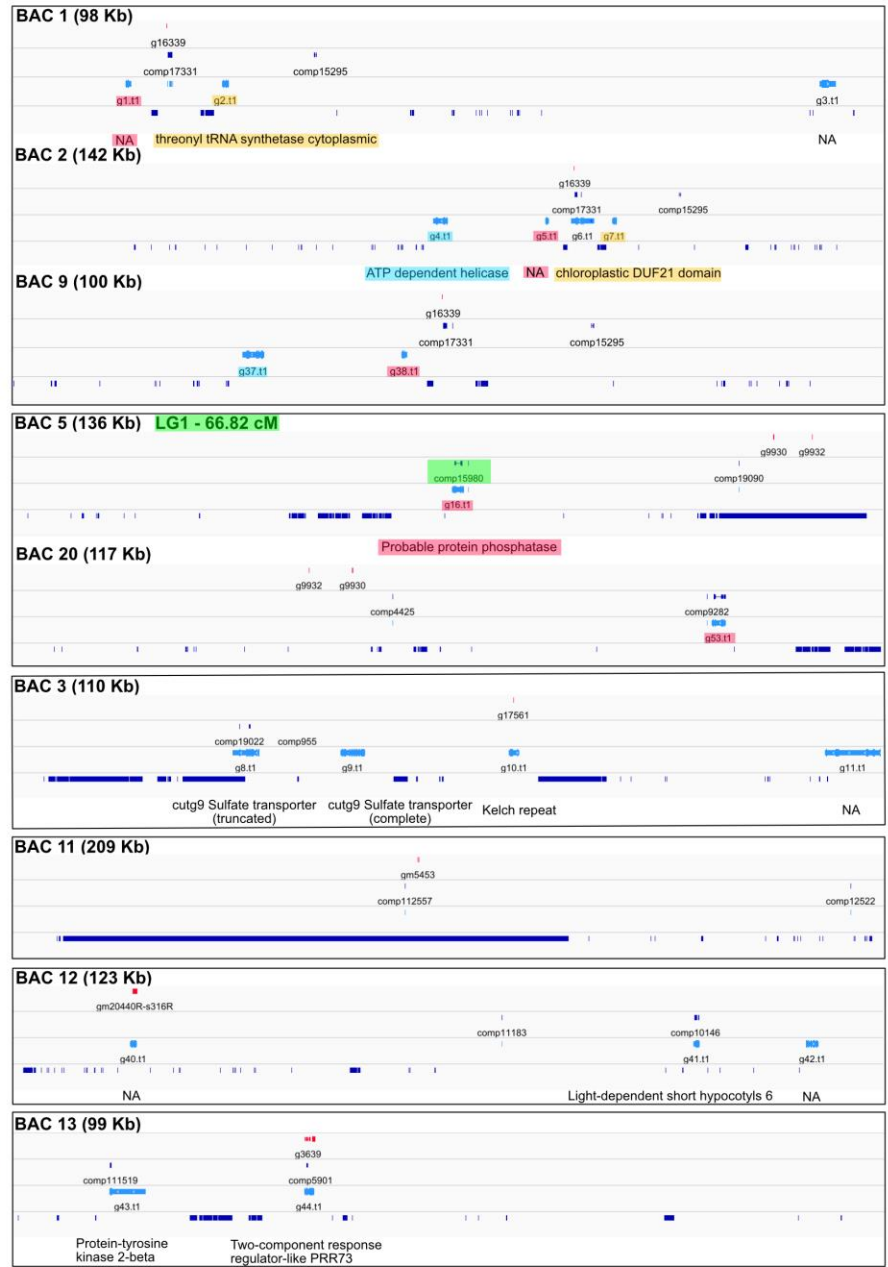 BAC 1 (98 Kb)
g16339
comp17331 comp15295
g1.t1 g2.t1 g3.t1
NA threonyl tRNA synthetase cytoplasmic NA
BAC 2 (142 Kb)
g16339
comp17331 comp15295
g4.t1 g5.t1 g6.t1 g7.t1
ATP dependent helicase NA chloroplastic DUF21 domain
BAC 9 (100 Kb)
g16339
comp17331 comp15295
g37.t1 g38.t1
BAC 5 (136 Kb) LG1 - 66.82 cM
g9930 g9932
comp15980 comp19090
g16.t1
Probable protein phosphatase
BAC 20 (117 Kb)
g9932 g9930
comp4425 comp9282
g53.t1
BAC 3 (110 Kb)
g17561
comp19022 comp955
g8.t1 g9.t1 g10.t1 g11.t1
cutg9 Sulfate transporter cutg9 Sulfate transporter Kelch repeat NA
(truncated) (complete)
BAC 11 (209 Kb)
gm5453
comp112557 comp12522
BAC 12 (123 Kb)
gm20440R-s316R
comp11183 comp10146
g40.t1 g41.t1 g42.t1
NA Light-dependent short hypocotyls 6 NA
BAC 13 (99 Kb)
g3639
comp111519 comp5901
g43.t1 g44.t1
Protein-tyrosine Two-component response
kinase 2-beta regulator-like PRR73